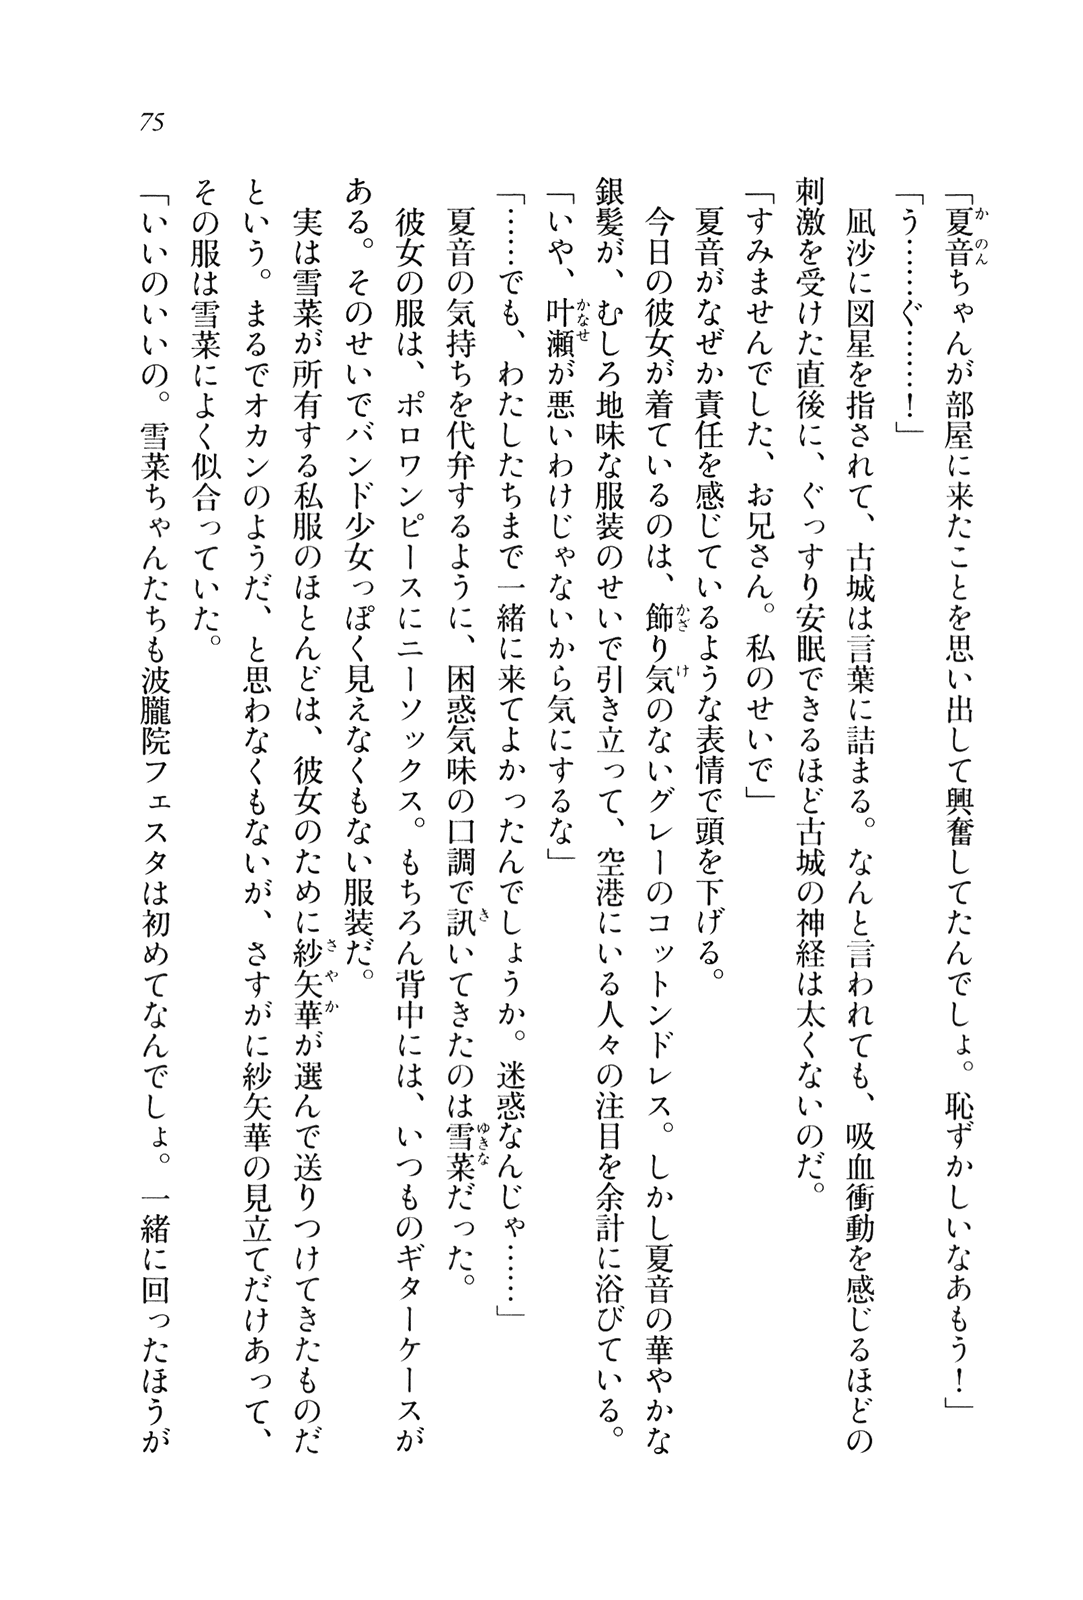 75
「夏音ちゃんが部屋に来たことを思い出して興奮してたんでしょ。恥ずかしいなあもう！」
「う……ぐ……！」
　凪沙に図星を指されて、古城は言葉に詰まる。なんと言われても、吸血衝動を感じるほどの
刺激を受けた直後に、ぐっすり安眠できるほど古城の神経は太くないのだ。
「すみませんでした、お兄さん。私のせいで」
　夏音がなぜか責任を感じているような表情で頭を下げる。
　今日の彼女が着ているのは、飾り気のないグレーのコットンドレス。しかし夏音の華やかな
銀髪が、むしろ地味な服装のせいで引き立って、空港にいる人々の注目を余計に浴びている。
「いや、叶瀬が悪いわけじゃないから気にするな」
「……でも、わたしたちまで一緒に来てよかったんでしょうか。迷惑なんじゃ……」
　夏音の気持ちを代弁するように、困惑気味の口調で訊いてきたのは雪菜だった。
　彼女の服は、ポロワンピースにニーソックス。もちろん背中には、いつものギターケースが
ある。そのせいでバンド少女っぽく見えなくもない服装だ。
　実は雪菜が所有する私服のほとんどは、彼女のために紗矢華が選んで送りつけてきたものだ
という。まるでオカンのようだ、と思わなくもないが、さすがに紗矢華の見立てだけあって、
その服は雪菜によく似合っていた。
「いいのいいの。雪菜ちゃんたちも波朧院フェスタは初めてなんでしょ。一緒に回ったほうが